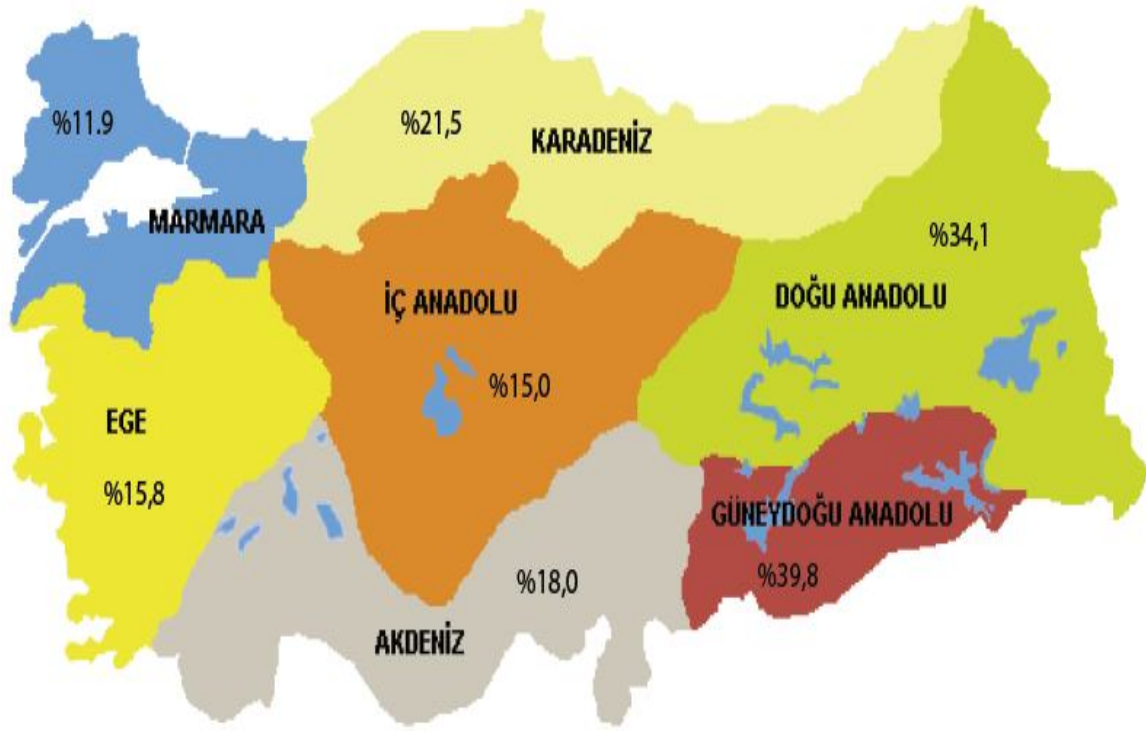 %11.9
MARMARA
%21,5
KARADENİZ
%34,1
DOĞU ANADOLU
İÇ ANADOLU
%15,0
EGE
%15,8
GÜNEYDOĞU ANADOLU
%39,8
%18,0
AKDENİZ